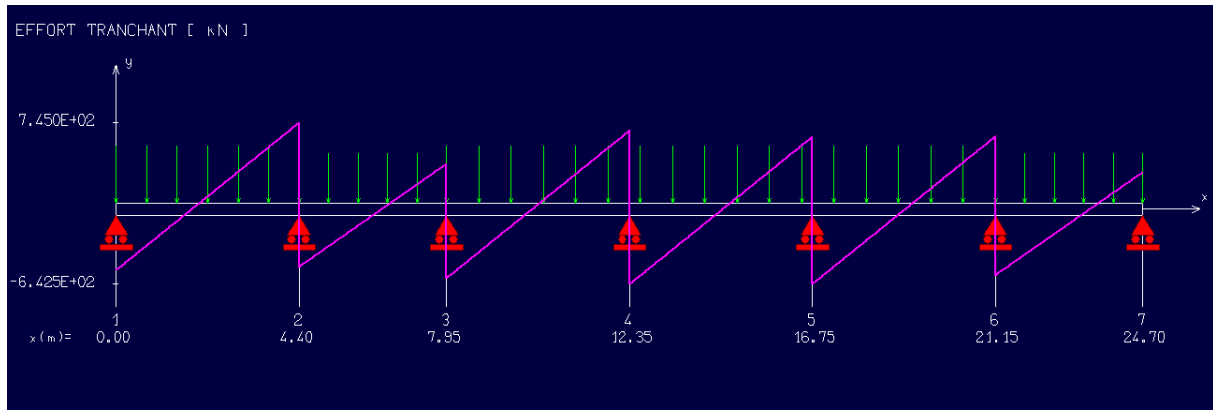 EFFORT TRANCHANT [ kN ]
y
7.450E+02
x
-6.425E+02
1 2 3 4 5 6 7
x(m)= 0.00 4.40 7.95 12.35 16.75 21.15 24.70